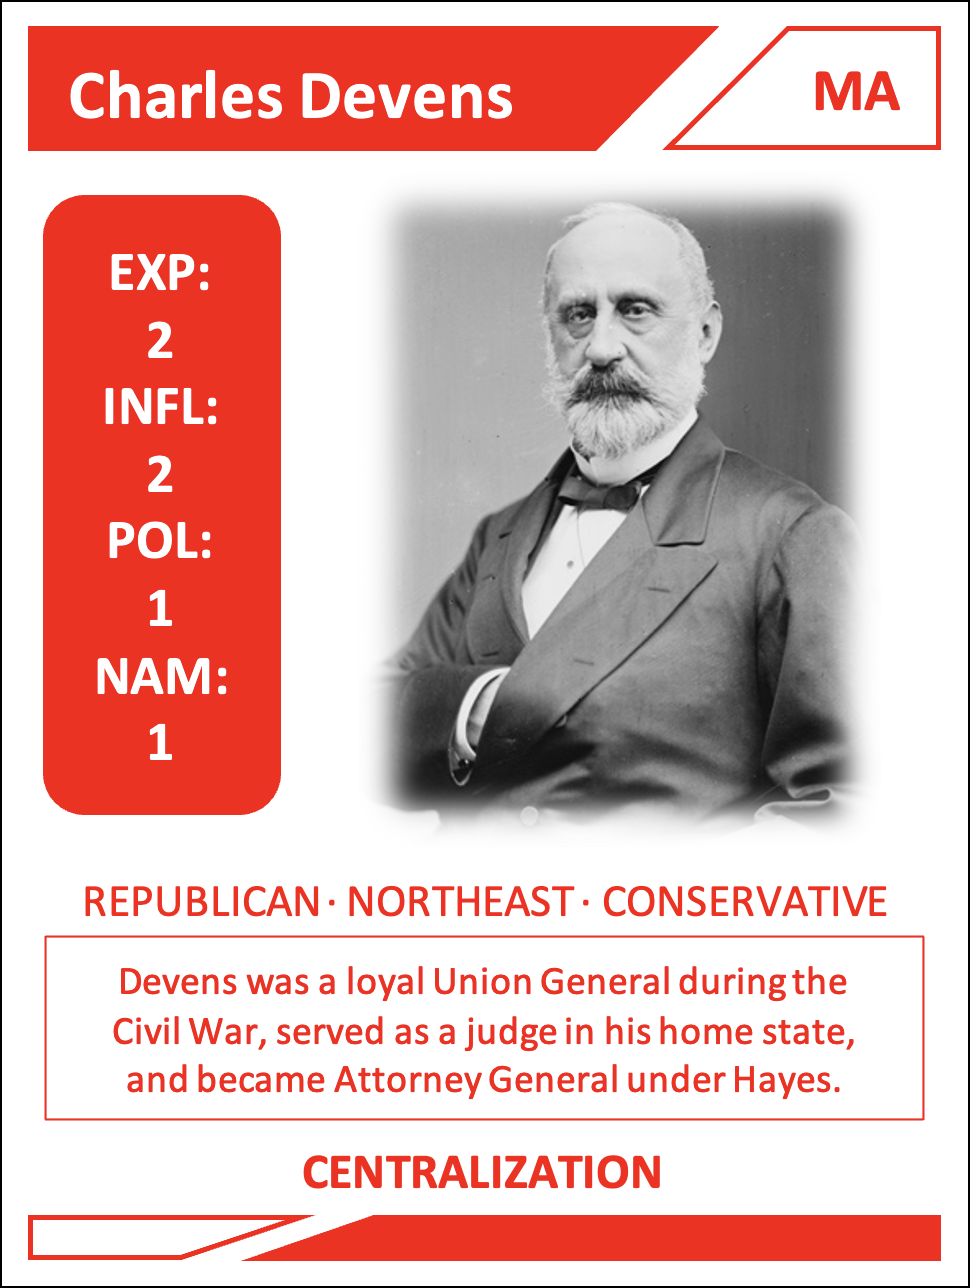 Charles Devens
MA
EXP:
2
INFL:
2
POL:
1
NAM:
1
REPUBLICAN · NORTHEAST · CONSERVATIVE
Devens was a loyal Union General during the
Civil War, served as a judge in his home state,
and became Attorney General under Hayes.
CENTRALIZATION